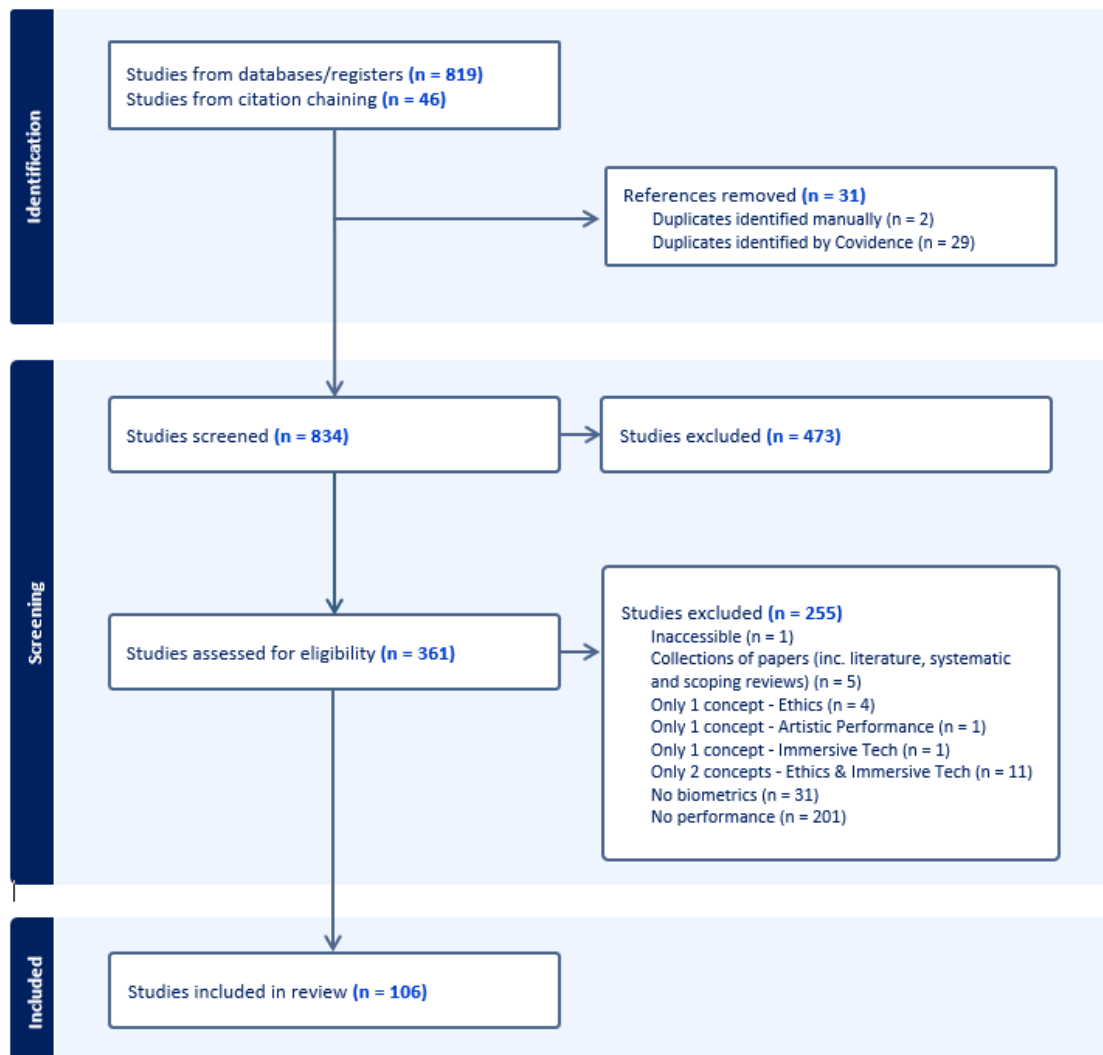 Identification
Studies from databases/registers (n = 819)
Studies from citation chaining (n = 46)
References removed (n = 31)
Duplicates identified manually (n = 2)
Duplicates identified by Covidence (n = 29)
Screening
Studies screened (n = 834)
Studies excluded (n = 473)
Studies assessed for eligibility (n = 361)
Studies excluded (n = 255)
Inaccessible (n = 1)
Collections of papers (inc. literature, systematic
and scoping reviews) (n = 5)
Only 1 concept - Ethics (n = 4)
Only 1 concept - Artistic Performance (n = 1)
Only 1 concept - Immersive Tech (n = 1)
Only 2 concepts - Ethics & Immersive Tech (n = 11)
No biometrics (n = 31)
No performance (n = 201)
Included
Studies included in review (n = 106)